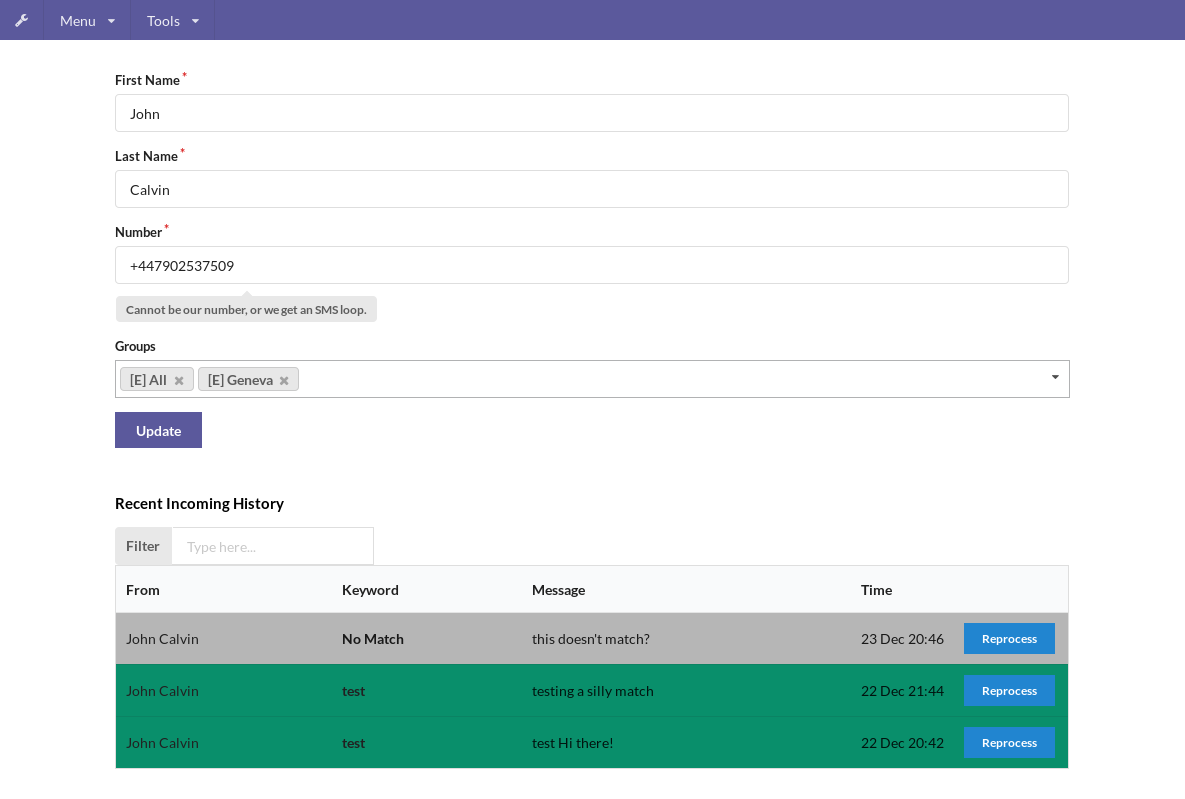 Menu Tools
First Name *
John
Last Name *
Calvin
Number *
+447902537509
Cannot be our number, or we get an SMS loop.
Groups
[E] All [E] Geneva
Update
Recent Incoming History
Filter Type here...
From Keyword Message Time
John Calvin No Match this doesn't match? 23 Dec 20:46 Reprocess
John Calvin test testing a silly match 22 Dec 21:44 Reprocess
John Calvin test test Hi there! 22 Dec 20:42 Reprocess